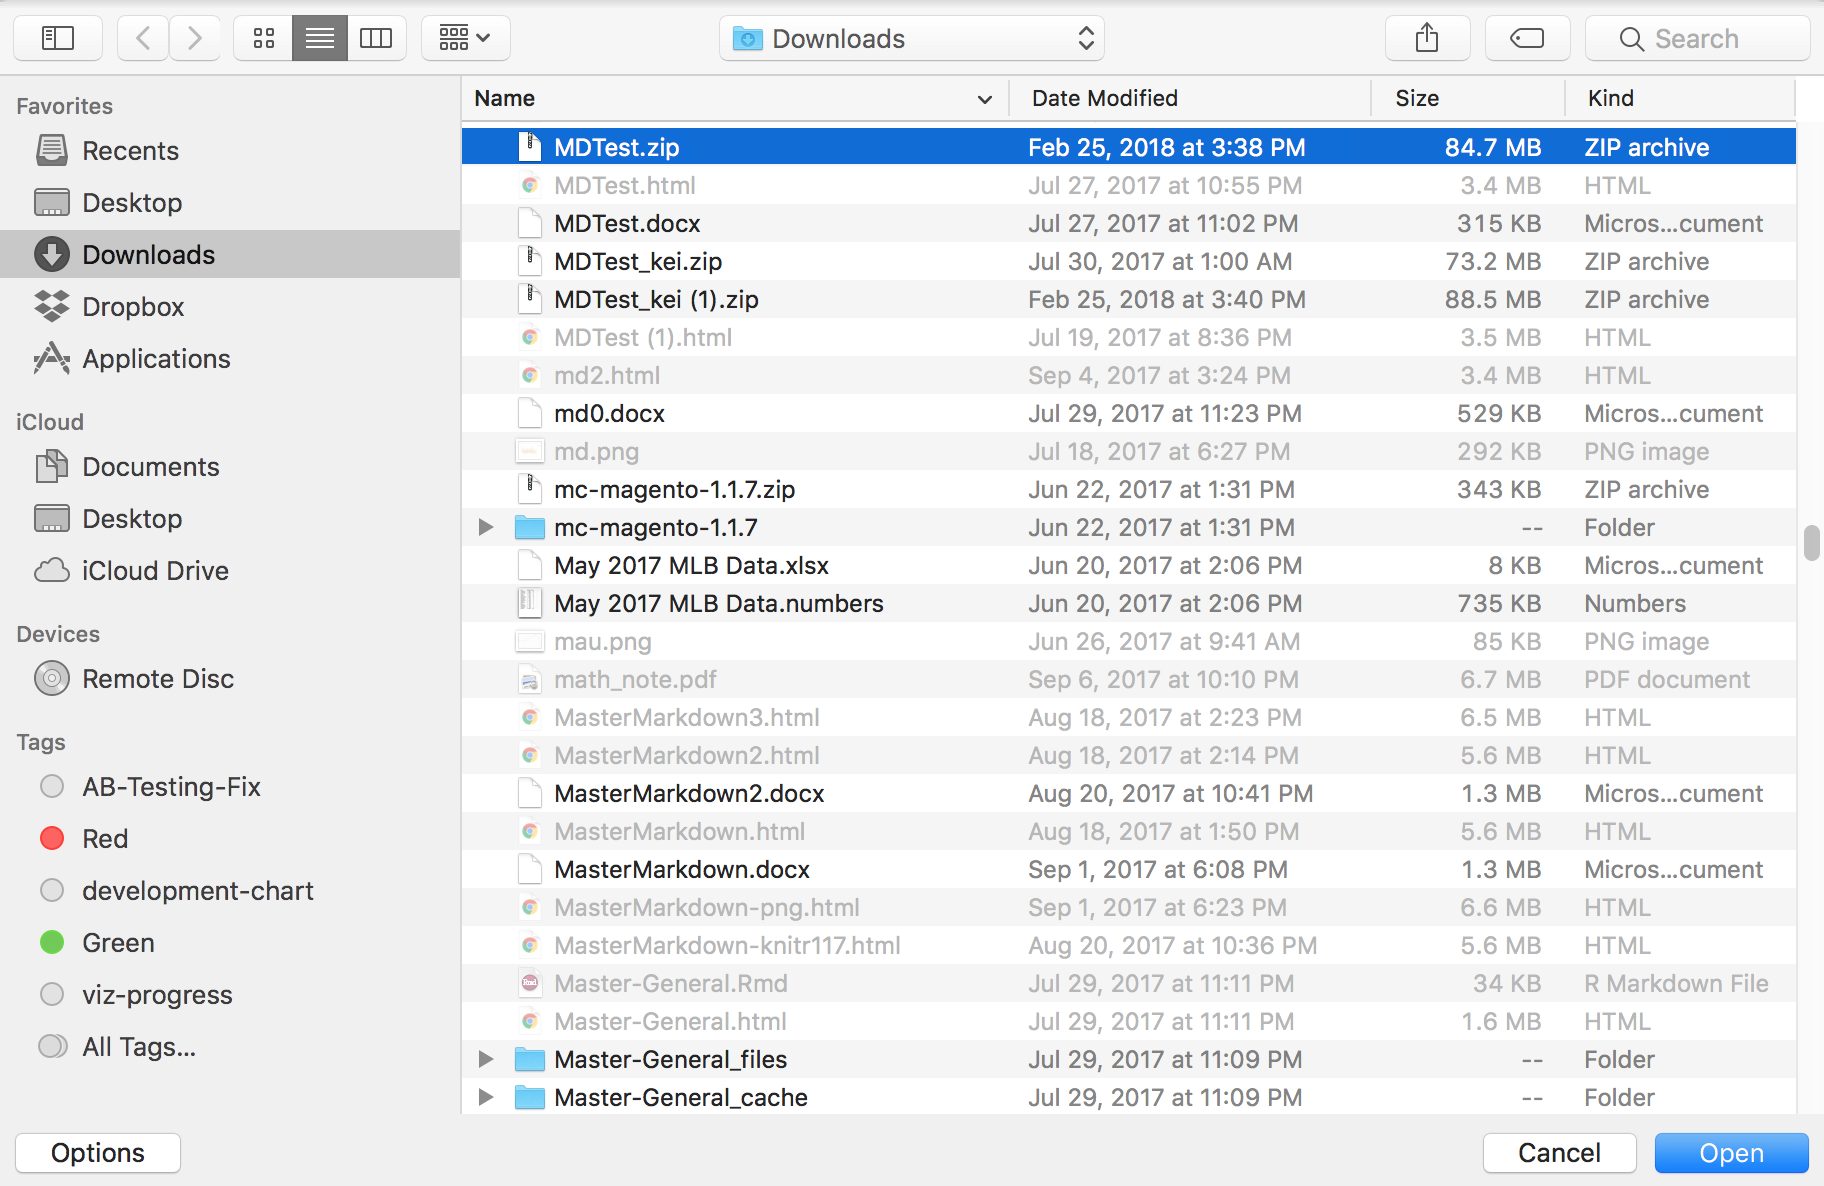 Downloads
Search
Favorites
Recents
Desktop
Downloads
Dropbox
Applications
iCloud
Documents
Desktop
iCloud Drive
Devices
Remote Disc
Tags
AB-Testing-Fix
Red
development-chart
Green
viz-progress
All Tags...
Name Date Modified Size Kind
MDTest.zip Feb 25, 2018 at 3:38 PM 84.7 MB ZIP archive
MDTest.html Jul 27, 2017 at 10:55 PM 3.4 MB HTML
MDTest.docx Jul 27, 2017 at 11:02 PM 315 KB Micros...cument
MDTest_kei.zip Jul 30, 2017 at 1:00 AM 73.2 MB ZIP archive
MDTest_kei (1).zip Feb 25, 2018 at 3:40 PM 88.5 MB ZIP archive
MDTest (1).html Jul 19, 2017 at 8:36 PM 3.5 MB HTML
md2.html Sep 4, 2017 at 3:24 PM 3.4 MB HTML
md0.docx Jul 29, 2017 at 11:23 PM 529 KB Micros...cument
md.png Jul 18, 2017 at 6:27 PM 292 KB PNG image
mc-magento-1.1.7.zip Jun 22, 2017 at 1:31 PM 343 KB ZIP archive
mc-magento-1.1.7 Jun 22, 2017 at 1:31 PM -- Folder
May 2017 MLB Data.xlsx Jun 20, 2017 at 2:06 PM 8 KB Micros...cument
May 2017 MLB Data.numbers Jun 20, 2017 at 2:06 PM 735 KB Numbers
mau.png Jun 26, 2017 at 9:41 AM 85 KB PNG image
math_note.pdf Sep 6, 2017 at 10:10 PM 6.7 MB PDF document
MasterMarkdown3.html Aug 18, 2017 at 2:23 PM 6.5 MB HTML
MasterMarkdown2.html Aug 18, 2017 at 2:14 PM 5.6 MB HTML
MasterMarkdown2.docx Aug 20, 2017 at 10:41 PM 1.3 MB Micros...cument
MasterMarkdown.html Aug 18, 2017 at 1:50 PM 5.6 MB HTML
MasterMarkdown.docx Sep 1, 2017 at 6:08 PM 1.3 MB Micros...cument
MasterMarkdown-png.html Sep 1, 2017 at 6:23 PM 6.6 MB HTML
MasterMarkdown-knitr117.html Aug 20, 2017 at 10:36 PM 5.6 MB HTML
Master-General.Rmd Jul 29, 2017 at 11:11 PM 34 KB R Markdown File
Master-General.html Jul 29, 2017 at 11:11 PM 1.6 MB HTML
Master-General_files Jul 29, 2017 at 11:09 PM -- Folder
Master-General_cache Jul 29, 2017 at 11:09 PM -- Folder
Options Cancel Open